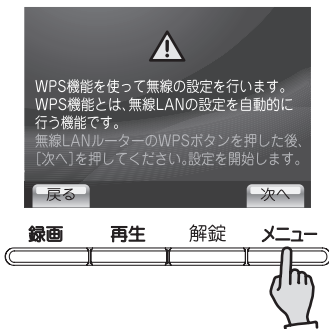 WPS機能を使って無線の設定を行います。
WPS機能とは、無線LANの設定を自動的に
行う機能です。
無線LANルーターのWPSボタンを押した後、
[次へ]を押してください。設定を開始します。
戻る 次へ
録画 再生 解錠 メニュー